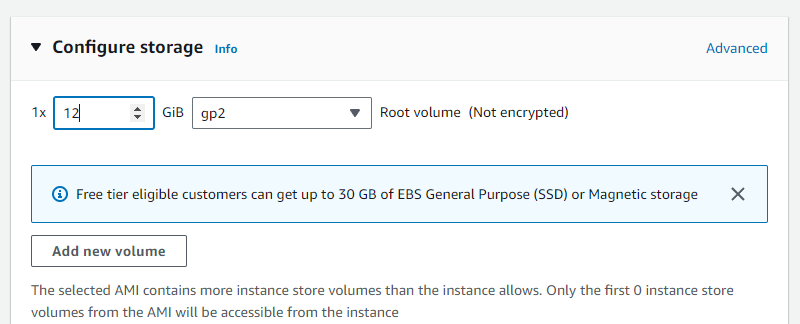 Configure storage Info Advanced
1x 12 GiB gp2 Root volume (Not encrypted)
Free tier eligible customers can get up to 30 GB of EBS General Purpose (SSD) or Magnetic storage
Add new volume
The selected AMI contains more instance store volumes than the instance allows. Only the first 0 instance store
volumes from the AMI will be accessible from the instance